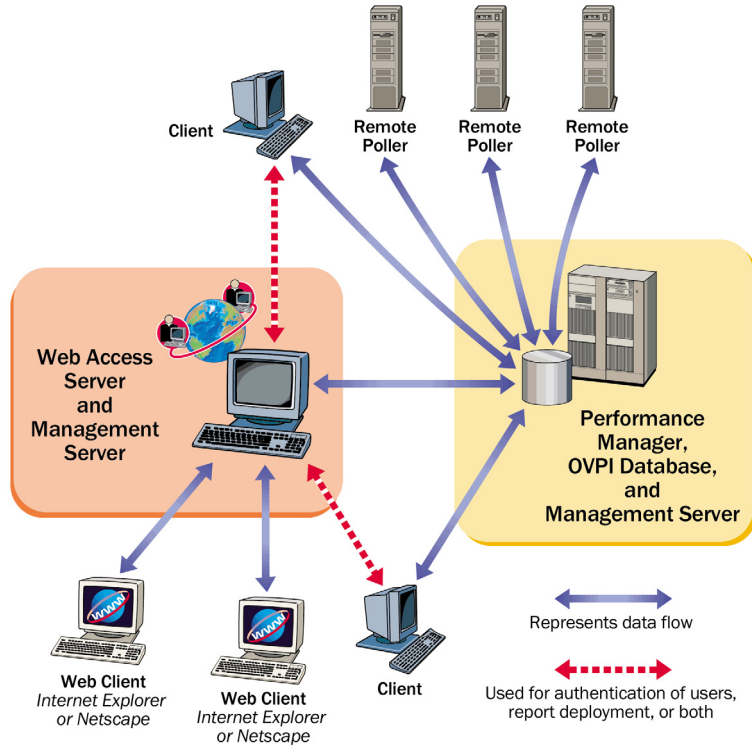 Client
Remote
Poller
Remote
Poller
Remote
Poller
Web Access
Server
and
Management
Server
Performance
Manager,
OVPI Database,
and
Management Server
WWW
Web Client
Internet Explorer
or Netscape
WWW
Web Client
Internet Explorer
or Netscape
Client
Represents data flow
Used for authentication of users,
report deployment, or both